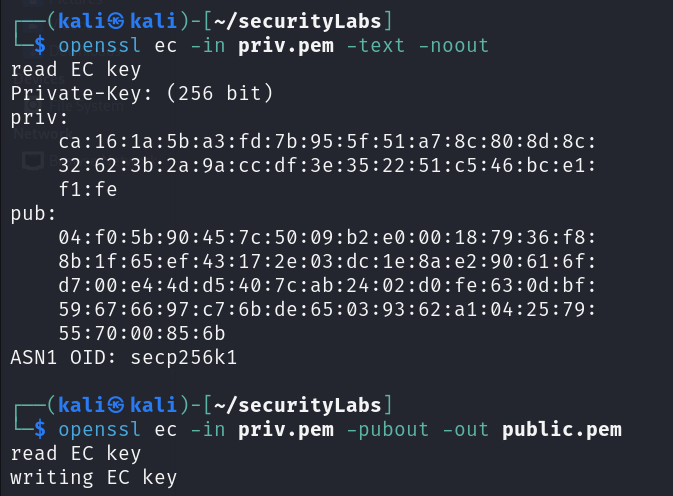 ┌──(kali㉿kali)-[~/securityLabs]
└─$ openssl ec -in priv.pem -text -noout
read EC key
Private-Key: (256 bit)
priv:
    ca:16:1a:5b:a3:fd:7b:95:5f:51:a7:8c:80:8d:8c:
    32:62:3b:2a:9a:cc:df:3e:35:22:51:c5:46:bc:e1:
    f1:fe
pub:
    04:f0:5b:90:45:7c:50:09:b2:e0:00:18:79:36:f8:
    8b:1f:65:ef:43:17:2e:03:dc:1e:8a:e2:90:61:6f:
    d7:00:e4:4d:d5:40:7c:ab:24:02:d0:fe:63:0d:bf:
    59:67:66:97:c7:6b:de:65:03:93:62:a1:04:25:79:
    55:70:00:85:6b
ASN1 OID: secp256k1
┌──(kali㉿kali)-[~/securityLabs]
└─$ openssl ec -in priv.pem -pubout -out public.pem
read EC key
writing EC key